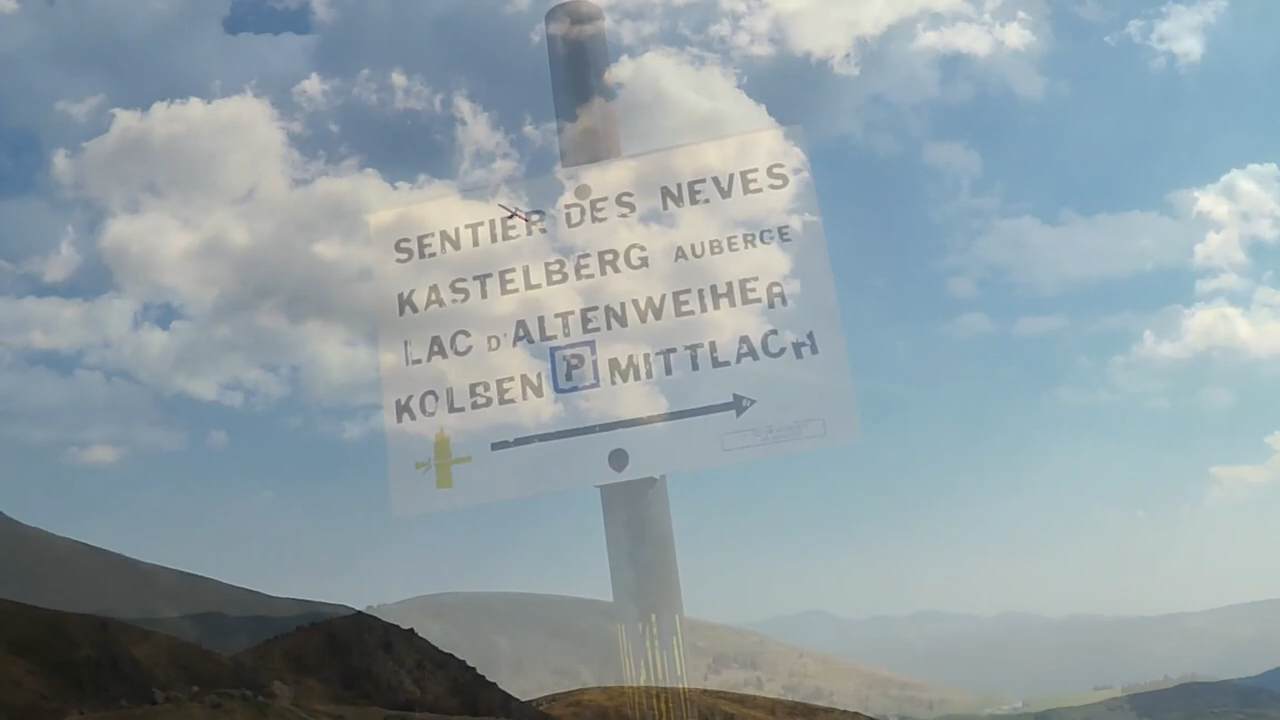 SENTIER DES NEVES
KASTELBERG AUBERGE
LAC D'ALTENWEIHER
KOLBEN P MITTLACH